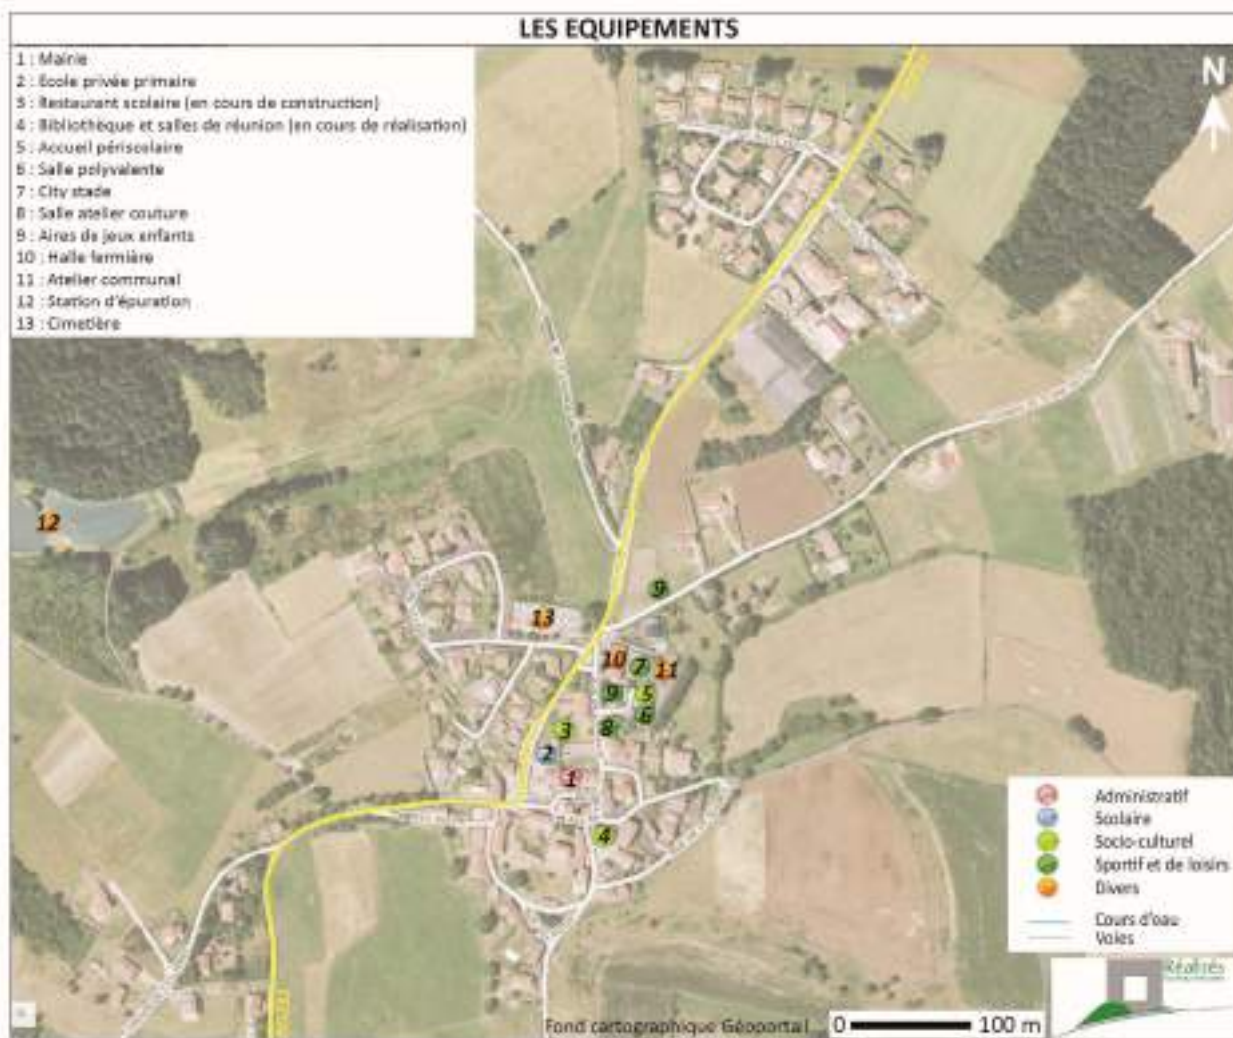 LES EQUIPEMENTS
1 : Mairie
2 : Ecole privée primaire
3 : Restaurant scolaire (en cours de construction)
4 : Bibliothèque et salles de réunion (en cours de réalisation)
5 : Accueil périscolaire
6 : Salle polyvalente
7 : City stade
8 : Salle atelier couture
9 : Aires de jeux enfants
10 : Halle fermière
11 : Atelier communal
12 : Station d'épuration
13 : Cimetière
N
12
9
13
10
7
11
9
5
6
8
3
2
1
4
Administratif
Scolaire
Socio-culturel
Sportif et de loisirs
Divers
Cours d'eau
Voies
Réalités
Fond cartographique Géoportail
0 100 m